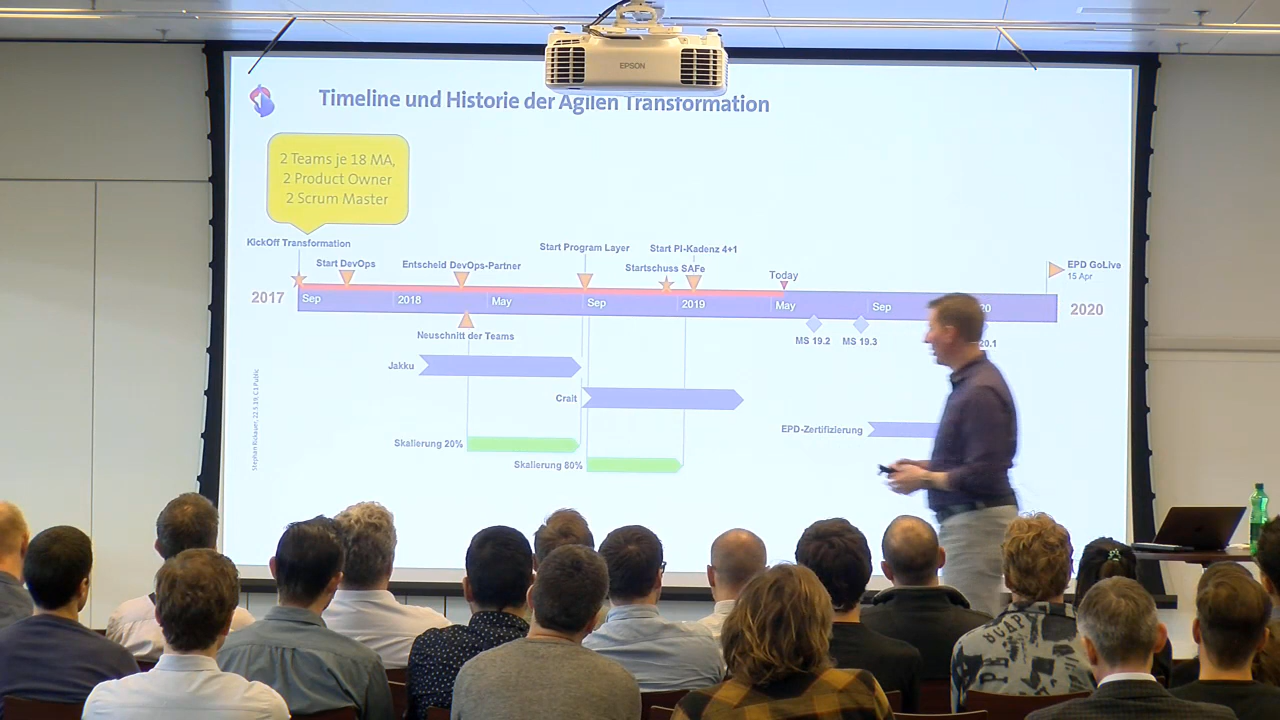 EPSON
Timeline und Historie der Agilen Transformation
2 Teams je 18 MA,
2 Product Owner
2 Scrum Master
KickOff Transformation
Start DevOps
Entscheid DevOps-Partner
Start Program Layer
Start PI-Kadenz 4+1
Startschuss SAFe
Today
EPD GoLive
15 Apr
2017
Sep
2018
May
Sep
2019
May
Sep
20
2020
Neuschnitt der Teams
MS 19.2
MS 19.3
20.1
Jakku
Crait
EPD-Zertifizierung
Skalierung 20%
Skalierung 80%